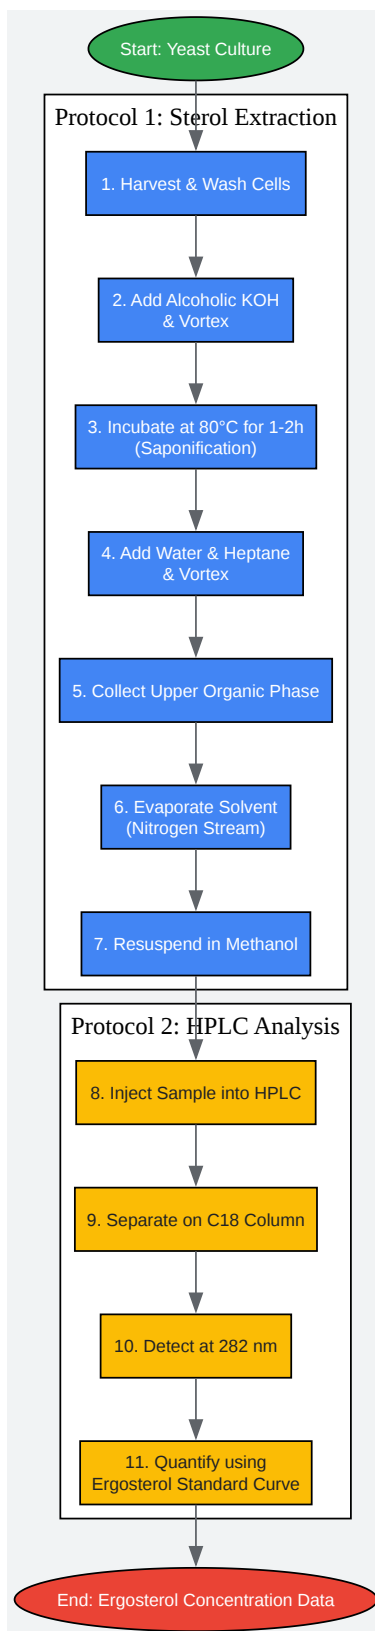 Start: Yeast Culture
Protocol 1: Sterol Extraction
1. Harvest & Wash Cells
2. Add Alcoholic KOH
& Vortex
3. Incubate at 80°C for 1-2h
(Saponification)
4. Add Water & Heptane
& Vortex
5. Collect Upper Organic Phase
6. Evaporate Solvent
(Nitrogen Stream)
7. Resuspend in Methanol
Protocol 2: HPLC Analysis
8. Inject Sample into HPLC
9. Separate on C18 Column
10. Detect at 282 nm
11. Quantify using
Ergosterol Standard Curve
End: Ergosterol Concentration Data